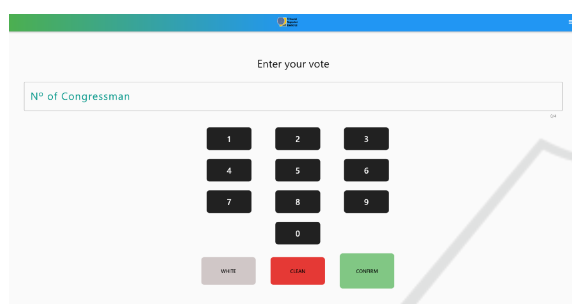 Enter your vote
Nº of Congressman
1 2 3
4 5 6
7 8 9
0
WHITE CLEAN CONFIRM